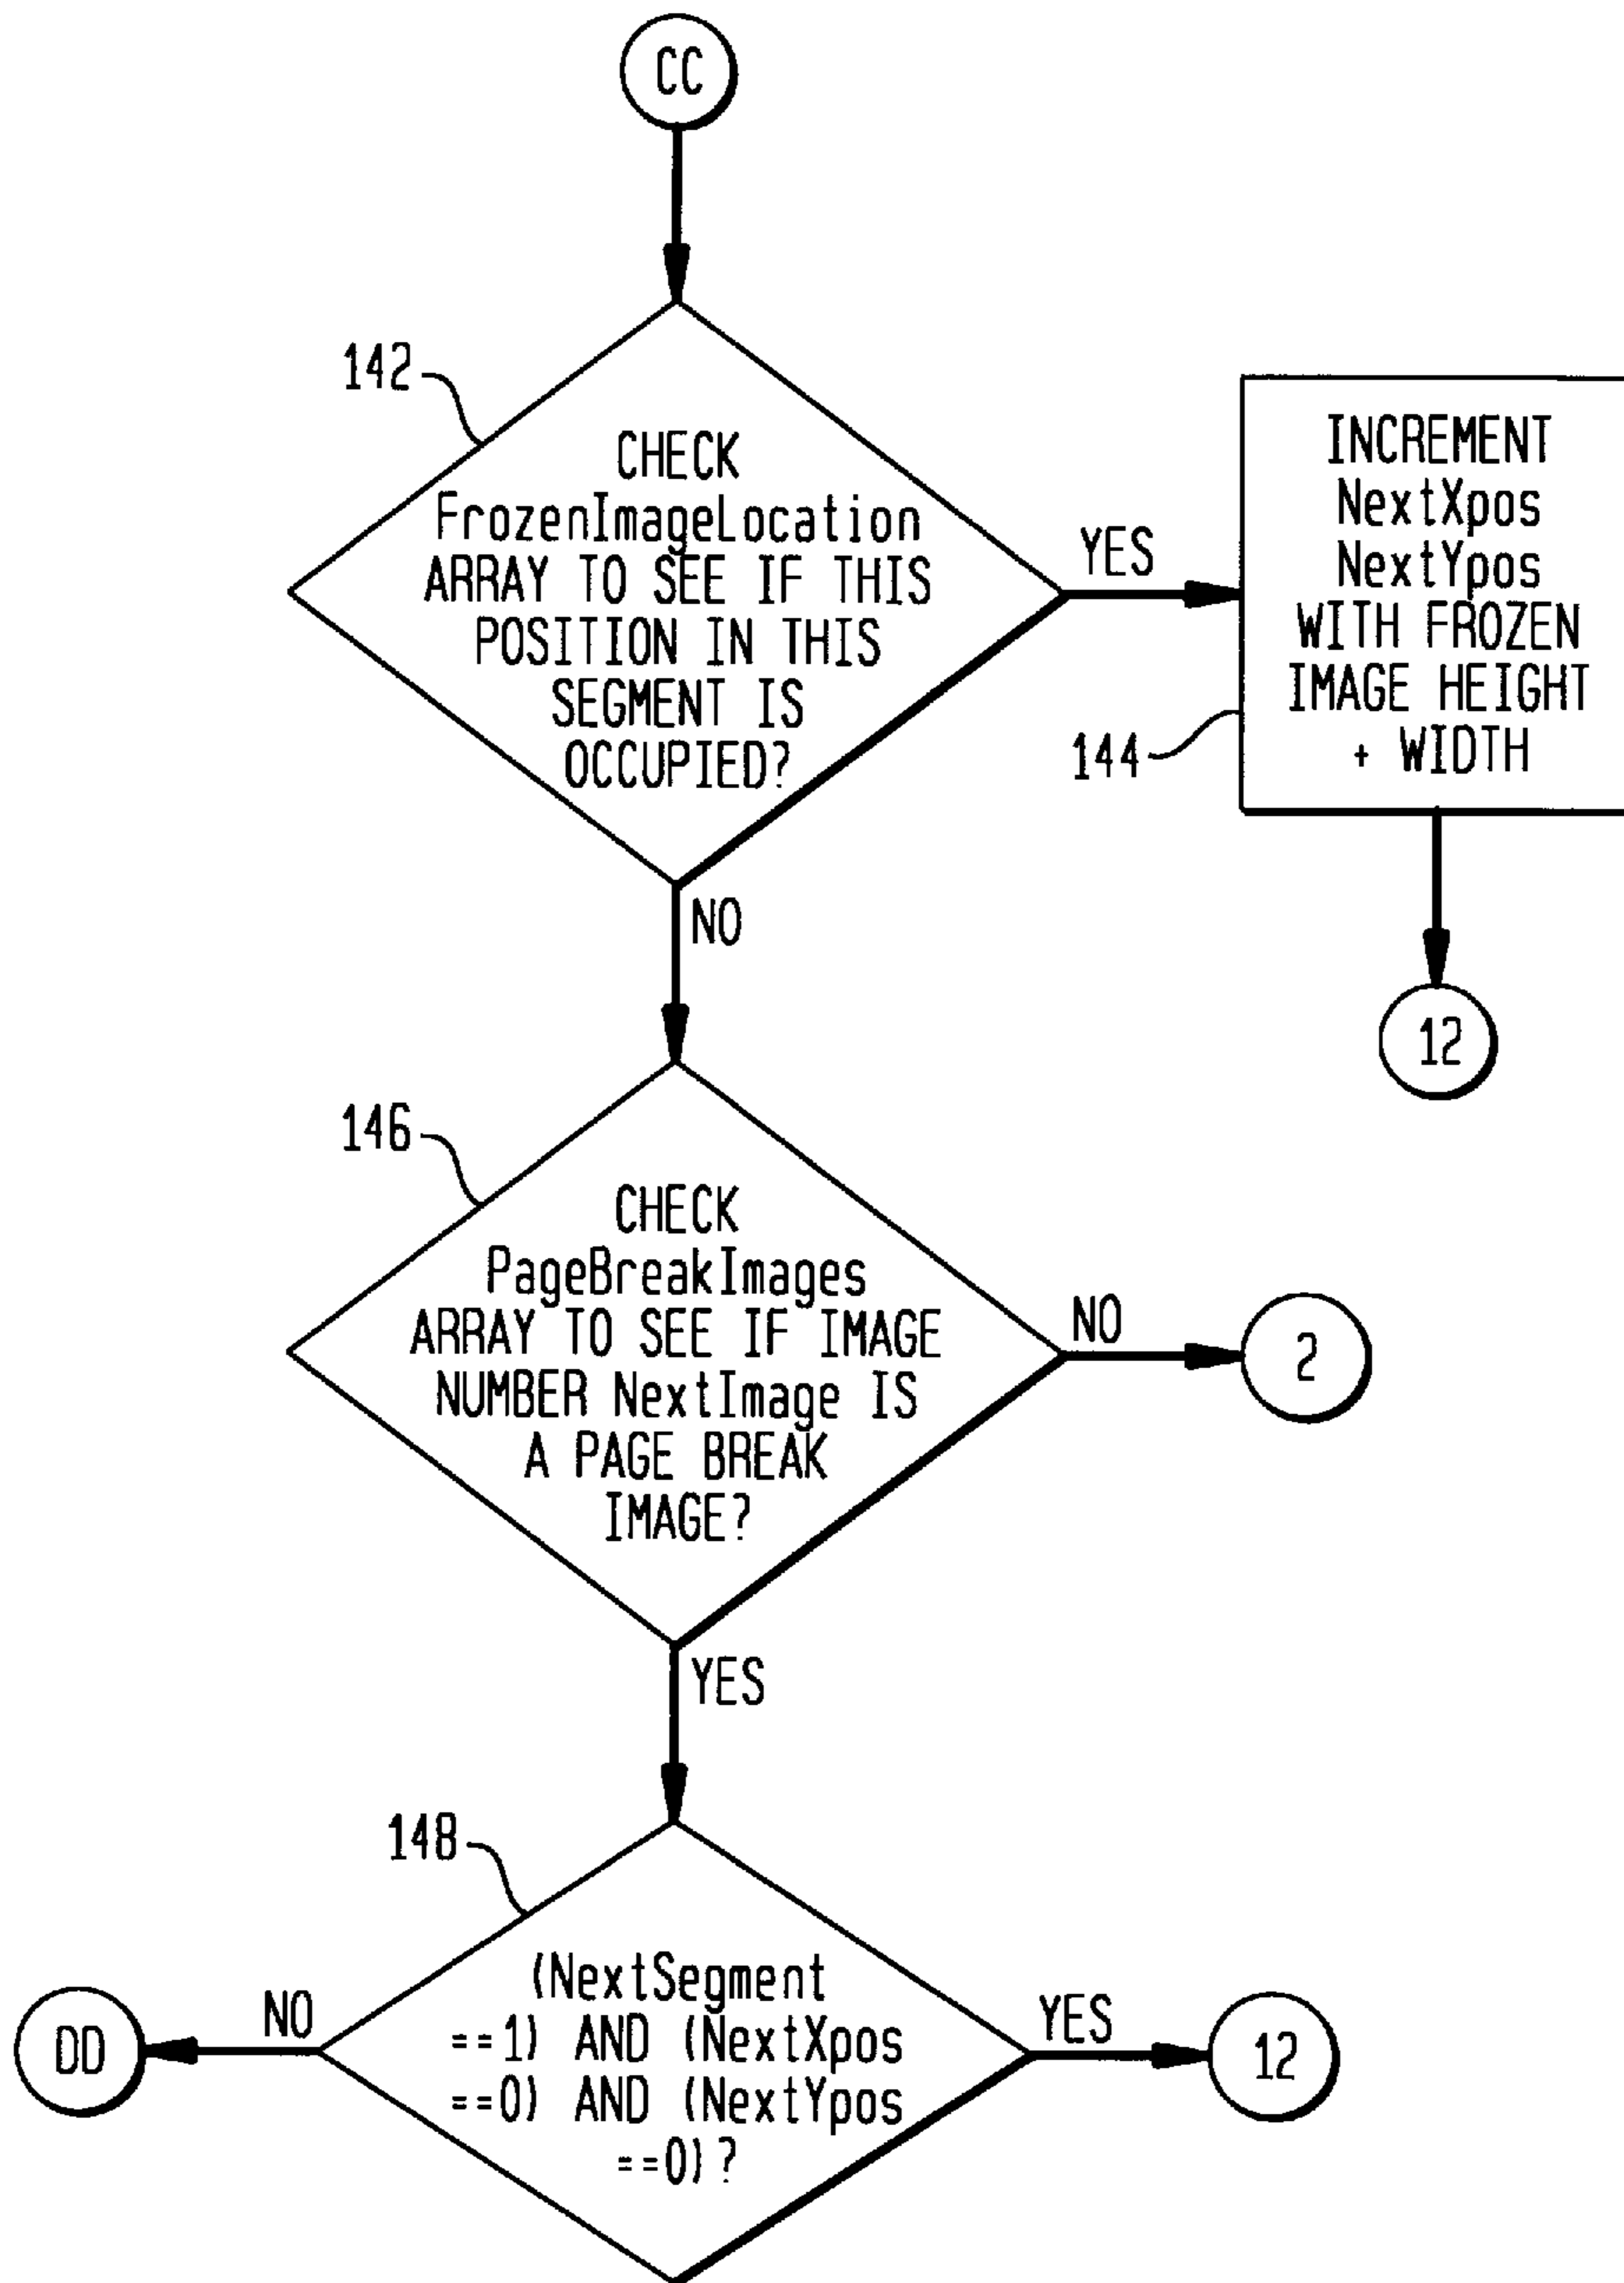 CC
142
CHECK
FrozenImageLocation
ARRAY TO SEE IF THIS
POSITION IN THIS
SEGMENT IS
OCCUPIED?
YES
INCREMENT
NextXpos
NextYpos
WITH FROZEN
IMAGE HEIGHT
+ WIDTH
144
12
NO
146
CHECK
PageBreakImages
ARRAY TO SEE IF IMAGE
NUMBER NextImage IS
A PAGE BREAK
IMAGE?
NO
2
YES
148
(NextSegment
==1) AND (NextXpos
==0) AND (NextYpos
==0)?
NO
DD
YES
12